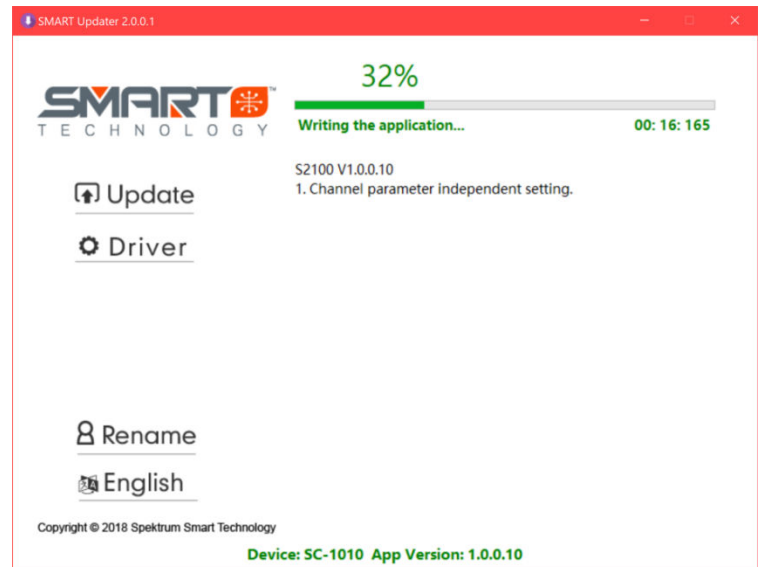 SMART Updater 2.0.0.1
32%
SMART
™
TECHNOLOGY
Writing the application...
00: 16: 165
S2100 V1.0.0.10
1. Channel parameter independent setting.
Update
Driver
Rename
English
Copyright © 2018 Spektrum Smart Technology
Device: SC-1010 App Version: 1.0.0.10